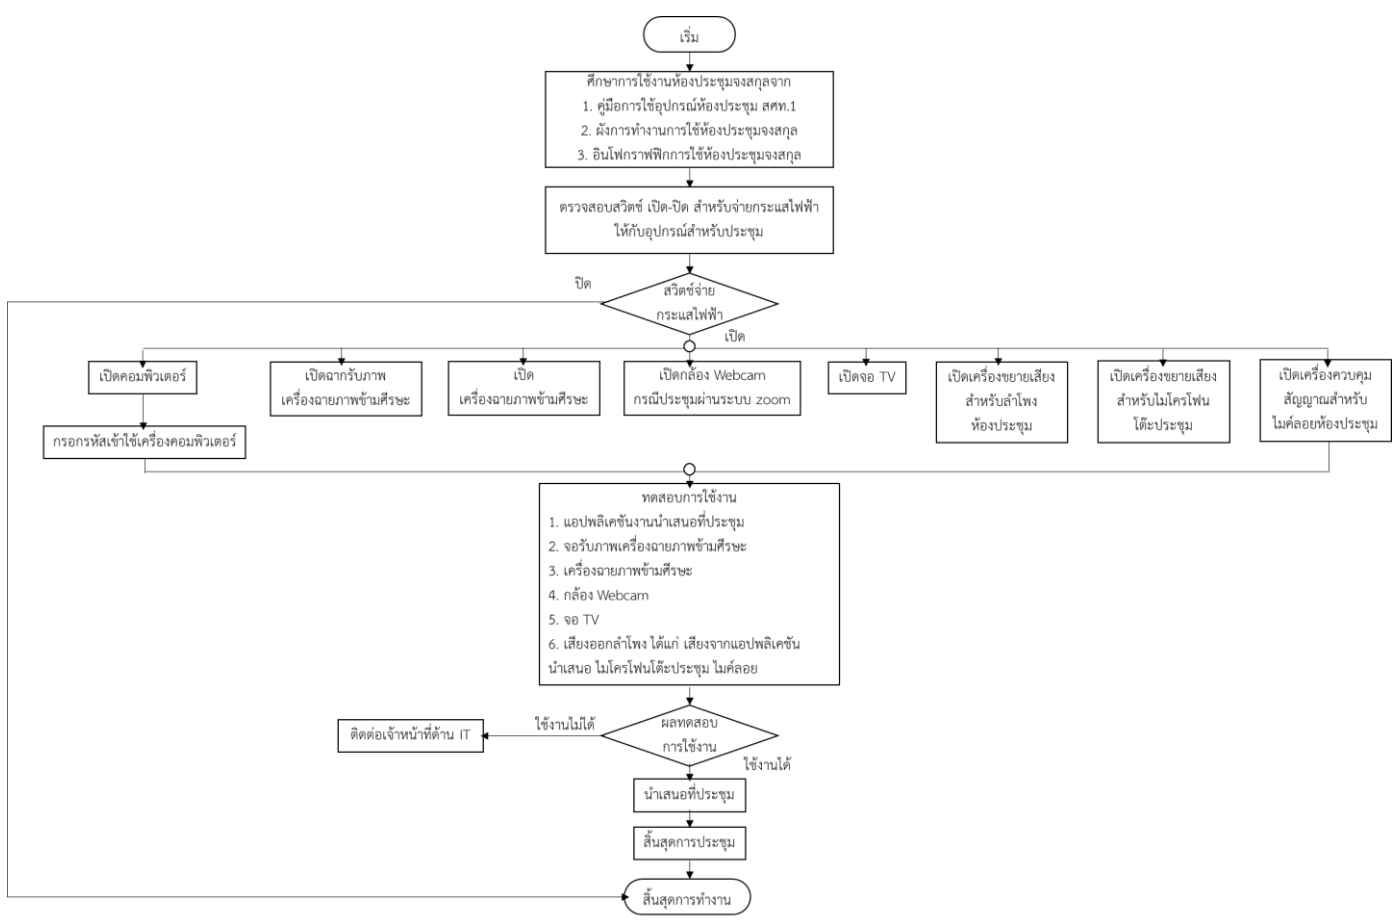 เริ่ม
ศึกษาการใช้งานห้องประชุมจงสกุลจาก
1. คู่มือการใช้อุปกรณ์ห้องประชุม สศท.1
2. ผังการทำงานการใช้ห้องประชุมจงสกุล
3. อินโฟกราฟฟิกการใช้ห้องประชุมจงสกุล
ตรวจสอบสวิตช์ เปิด-ปิด สำหรับจ่ายกระแสไฟฟ้า
ให้กับอุปกรณ์สำหรับประชุม
ปิด
สวิตช์จ่าย
กระแสไฟฟ้า
เปิด
เปิดคอมพิวเตอร์
กรอกรหัสเข้าใช้เครื่องคอมพิวเตอร์
เปิดฉากรับภาพ
เครื่องฉายภาพข้ามศีรษะ
เปิด
เครื่องฉายภาพข้ามศีรษะ
เปิดกล้อง Webcam
กรณีประชุมผ่านระบบ zoom
เปิดจอ TV
เปิดเครื่องขยายเสียง
สำหรับลำโพง
ห้องประชุม
เปิดเครื่องขยายเสียง
สำหรับไมโครโฟน
โต๊ะประชุม
เปิดเครื่องควบคุม
สัญญาณสำหรับ
ไมค์ลอยห้องประชุม
ทดสอบการใช้งาน
1. แอปพลิเคชันงานนำเสนอที่ประชุม
2. จอรับภาพเครื่องฉายภาพข้ามศีรษะ
3. เครื่องฉายภาพข้ามศีรษะ
4. กล้อง Webcam
5. จอ TV
6. เสียงออกลำโพง ได้แก่ เสียงจากแอปพลิเคชัน
นำเสนอ ไมโครโฟนโต๊ะประชุม ไมค์ลอย
ผลทดสอบ
การใช้งาน
ใช้งานไม่ได้
ติดต่อเจ้าหน้าที่ด้าน IT
ใช้งานได้
นำเสนอที่ประชุม
สิ้นสุดการประชุม
สิ้นสุดการทำงาน